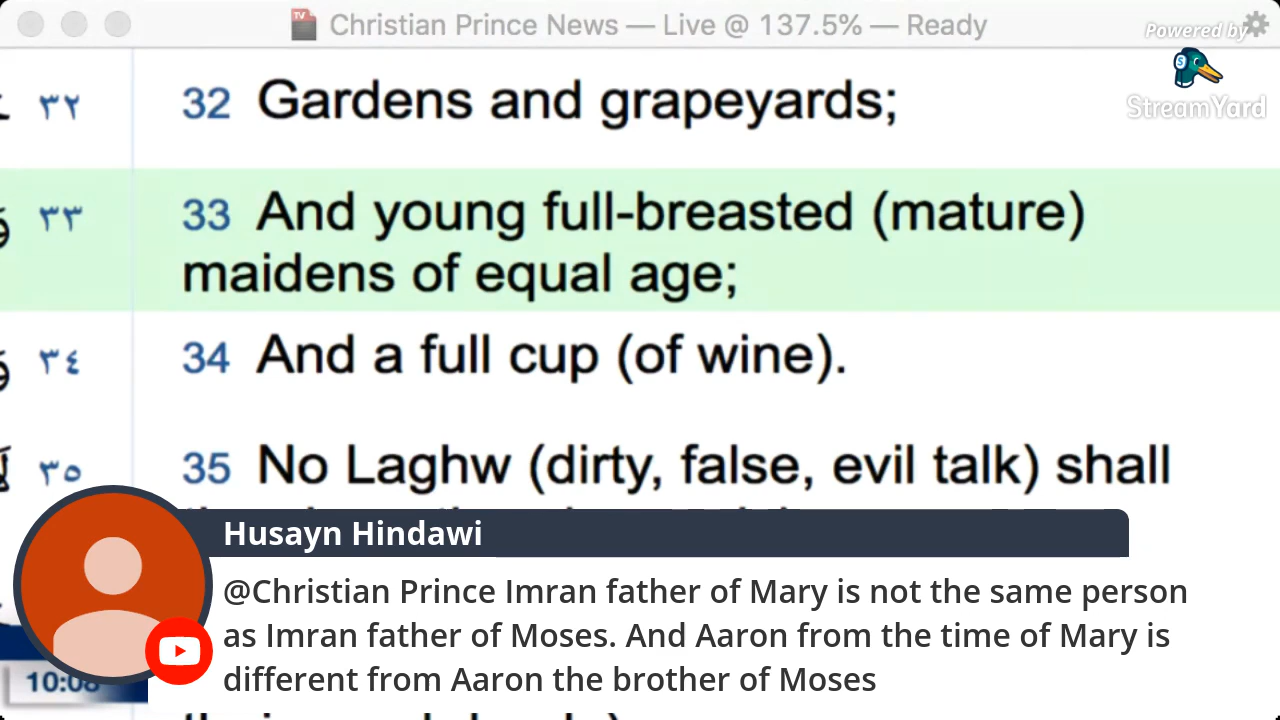 Christian Prince News — Live @ 137.5% — Ready
Powered by
StreamYard
٣٢ 32 Gardens and grapeyards;
٣٣ 33 And young full-breasted (mature)
maidens of equal age;
٣٤ 34 And a full cup (of wine).
٣٥ 35 No Laghw (dirty, false, evil talk) shall
Husayn Hindawi
@Christian Prince Imran father of Mary is not the same person
as Imran father of Moses. And Aaron from the time of Mary is
different from Aaron the brother of Moses
10:08